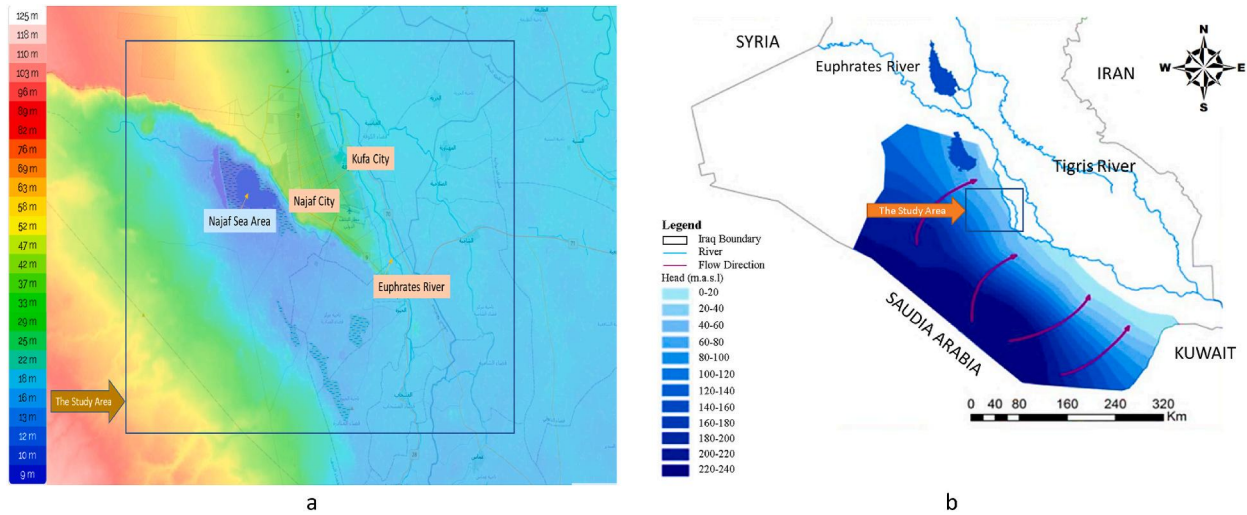 125 m
118 m
110 m
103 m
96 m
89 m
82 m
76 m
69 m
63 m
58 m
52 m
47 m
42 m
37 m
33 m
29 m
25 m
22 m
18 m
16 m
13 m
12 m
10 m
9 m
Kufa City
Najaf City
Najaf Sea Area
Euphrates River
The Study Area
a
SYRIA
Euphrates River
IRAN
N
W E
S
Tigris River
The Study Area
Legend
Iraq Boundary
River
Flow Direction
Head (m.a.s.l)
0-20
20-40
40-60
60-80
80-100
100-120
120-140
140-160
160-180
180-200
200-220
220-240
SAUDIA ARABIA
KUWAIT
0 40 80 160 240 320
Km
b